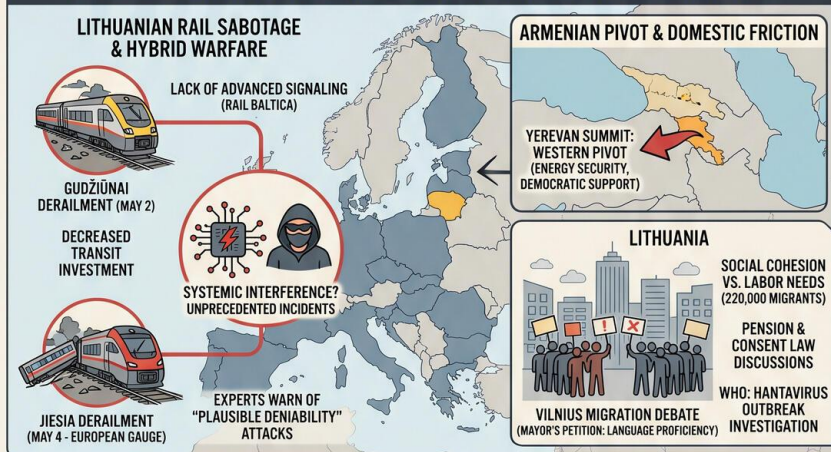 LITHUANIAN RAIL SABOTAGE
& HYBRID WARFARE
LACK OF ADVANCED SIGNALING
(RAIL BALTICA)
GUDŽIŪNAI
DERAILMENT (MAY 2)
DECREASED
TRANSIT
INVESTMENT
SYSTEMIC INTERFERENCE?
UNPRECEDENTED INCIDENTS
JIESIA DERAILMENT
(MAY 4 - EUROPEAN GAUGE)
EXPERTS WARN OF
"PLAUSIBLE DENIABILITY"
ATTACKS
ARMENIAN PIVOT & DOMESTIC FRICTION
YEREVAN SUMMIT:
WESTERN PIVOT
(ENERGY SECURITY,
DEMOCRATIC SUPPORT)
LITHUANIA
! X
VILNIUS MIGRATION DEBATE
(MAYOR'S PETITION: LANGUAGE PROFICIENCY)
SOCIAL COHESION
VS. LABOR NEEDS
(220,000 MIGRANTS)
PENSION &
CONSENT LAW
DISCUSSIONS
WHO: HANTAVIRUS
OUTBREAK
INVESTIGATION